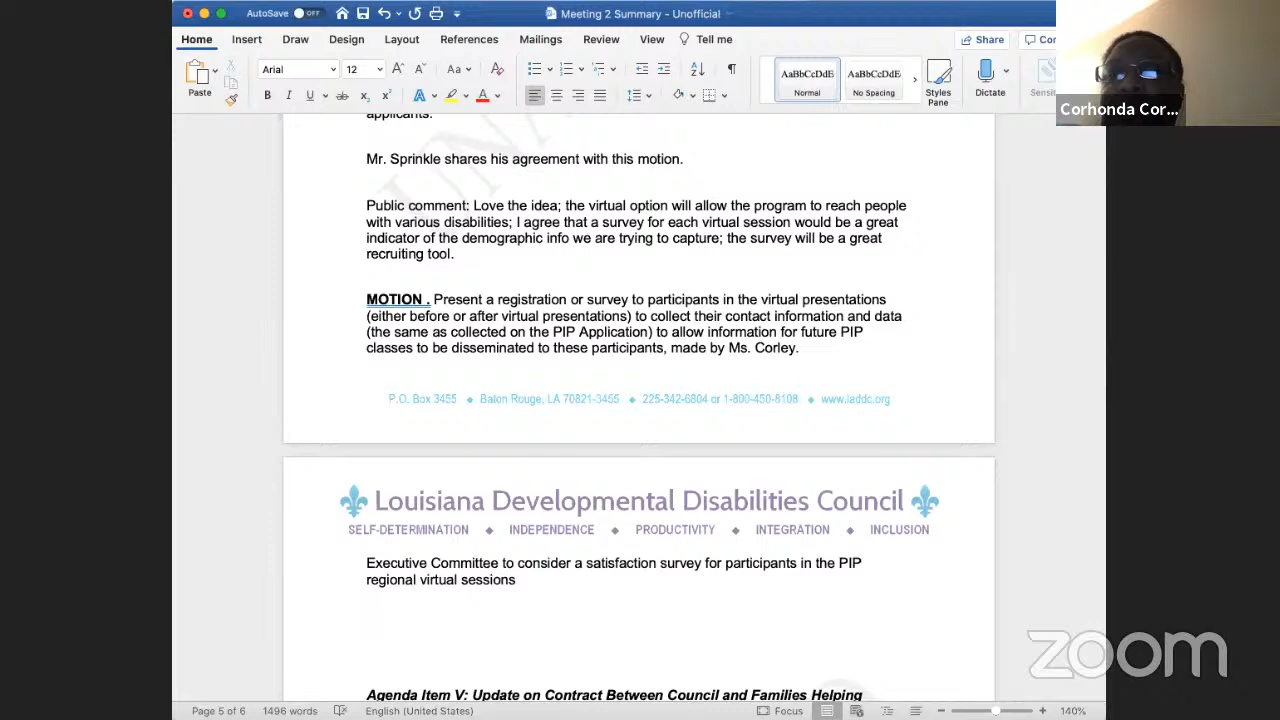 AutoSave OFF
Meeting 2 Summary - Unofficial
Home Insert Draw Design Layout References Mailings Review View Tell me
Share
Paste
Arial 12
AaBbCcDdE AaBbCcDdE
Normal No Spacing
Styles Pane
Dictate
Corhonda Cor...
applicants.
Mr. Sprinkle shares his agreement with this motion.
Public comment: Love the idea; the virtual option will allow the program to reach people
with various disabilities; I agree that a survey for each virtual session would be a great
indicator of the demographic info we are trying to capture; the survey will be a great
recruiting tool.
MOTION . Present a registration or survey to participants in the virtual presentations
(either before or after virtual presentations) to collect their contact information and data
(the same as collected on the PIP Application) to allow information for future PIP
classes to be disseminated to these participants, made by Ms. Corley.
P.O. Box 3455 ◆ Baton Rouge, LA 70821-3455 ◆ 225-342-6804 or 1-800-450-8108 ◆ www.laddc.org
Louisiana Developmental Disabilities Council
SELF-DETERMINATION ◆ INDEPENDENCE ◆ PRODUCTIVITY ◆ INTEGRATION ◆ INCLUSION
Executive Committee to consider a satisfaction survey for participants in the PIP
regional virtual sessions
Agenda Item V: Update on Contract Between Council and Families Helping
Page 5 of 6 1496 words English (United States) Focus 140%
zoom